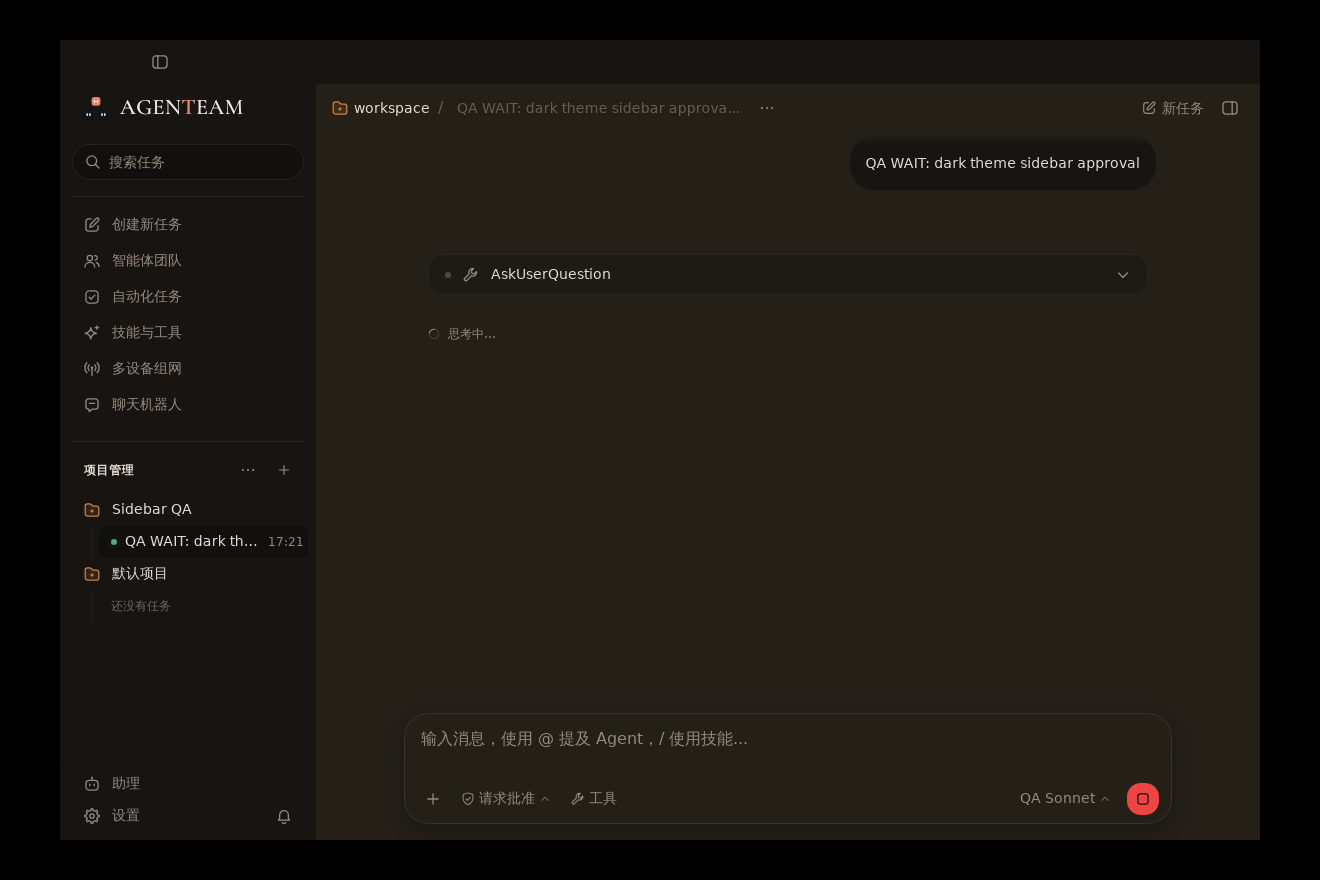 AGENTEAM
搜索任务
创建新任务
智能体团队
自动化任务
技能与工具
多设备组网
聊天机器人
项目管理
Sidebar QA
QA WAIT: dark th... 17:21
默认项目
还没有任务
助理
设置
workspace / QA WAIT: dark theme sidebar approva... 新任务
QA WAIT: dark theme sidebar approval
AskUserQuestion
思考中...
输入消息，使用 @ 提及 Agent，/ 使用技能...
请求批准 工具 QA Sonnet